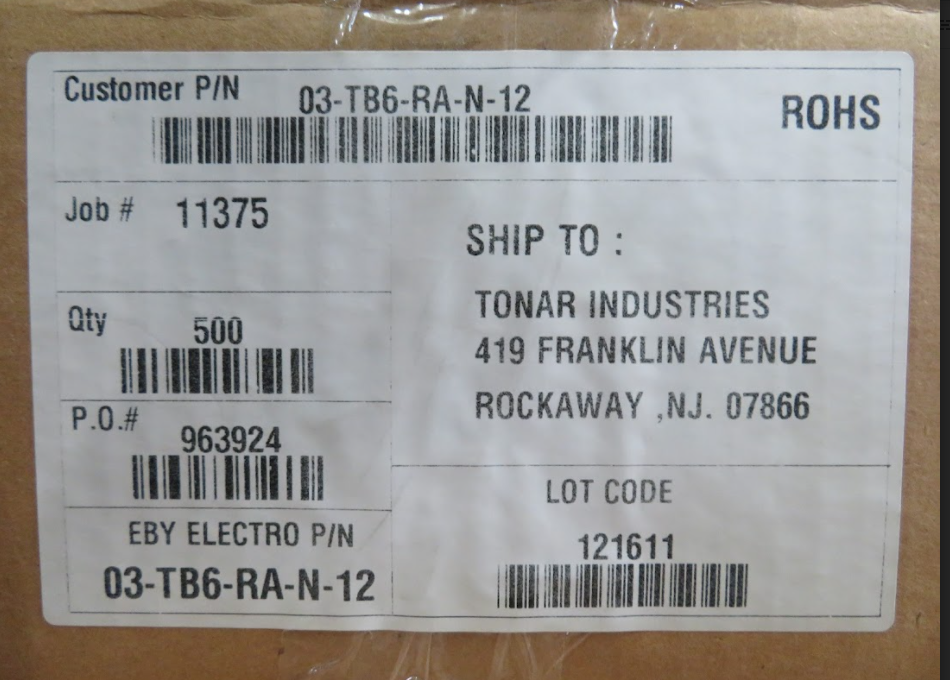 Customer P/N 03-TB6-RA-N-12
ROHS
Job # 11375
Qty 500
P.O.# 963924
EBY ELECTRO P/N
03-TB6-RA-N-12
SHIP TO :
TONAR INDUSTRIES
419 FRANKLIN AVENUE
ROCKAWAY ,NJ. 07866
LOT CODE
121611